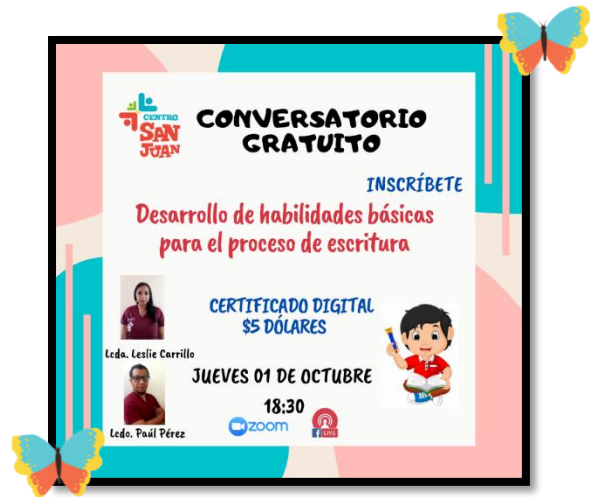 CENTRO
SAN
JUAN
CONVERSATORIO
GRATUITO
INSCRÍBETE
Desarrollo de habilidades básicas
para el proceso de escritura
CERTIFICADO DIGITAL
$5 DÓLARES
Lcda. Leslie Carrillo
JUEVES 01 DE OCTUBRE
18:30
zoom
f LIVE
Lcdo. Paúl Pérez